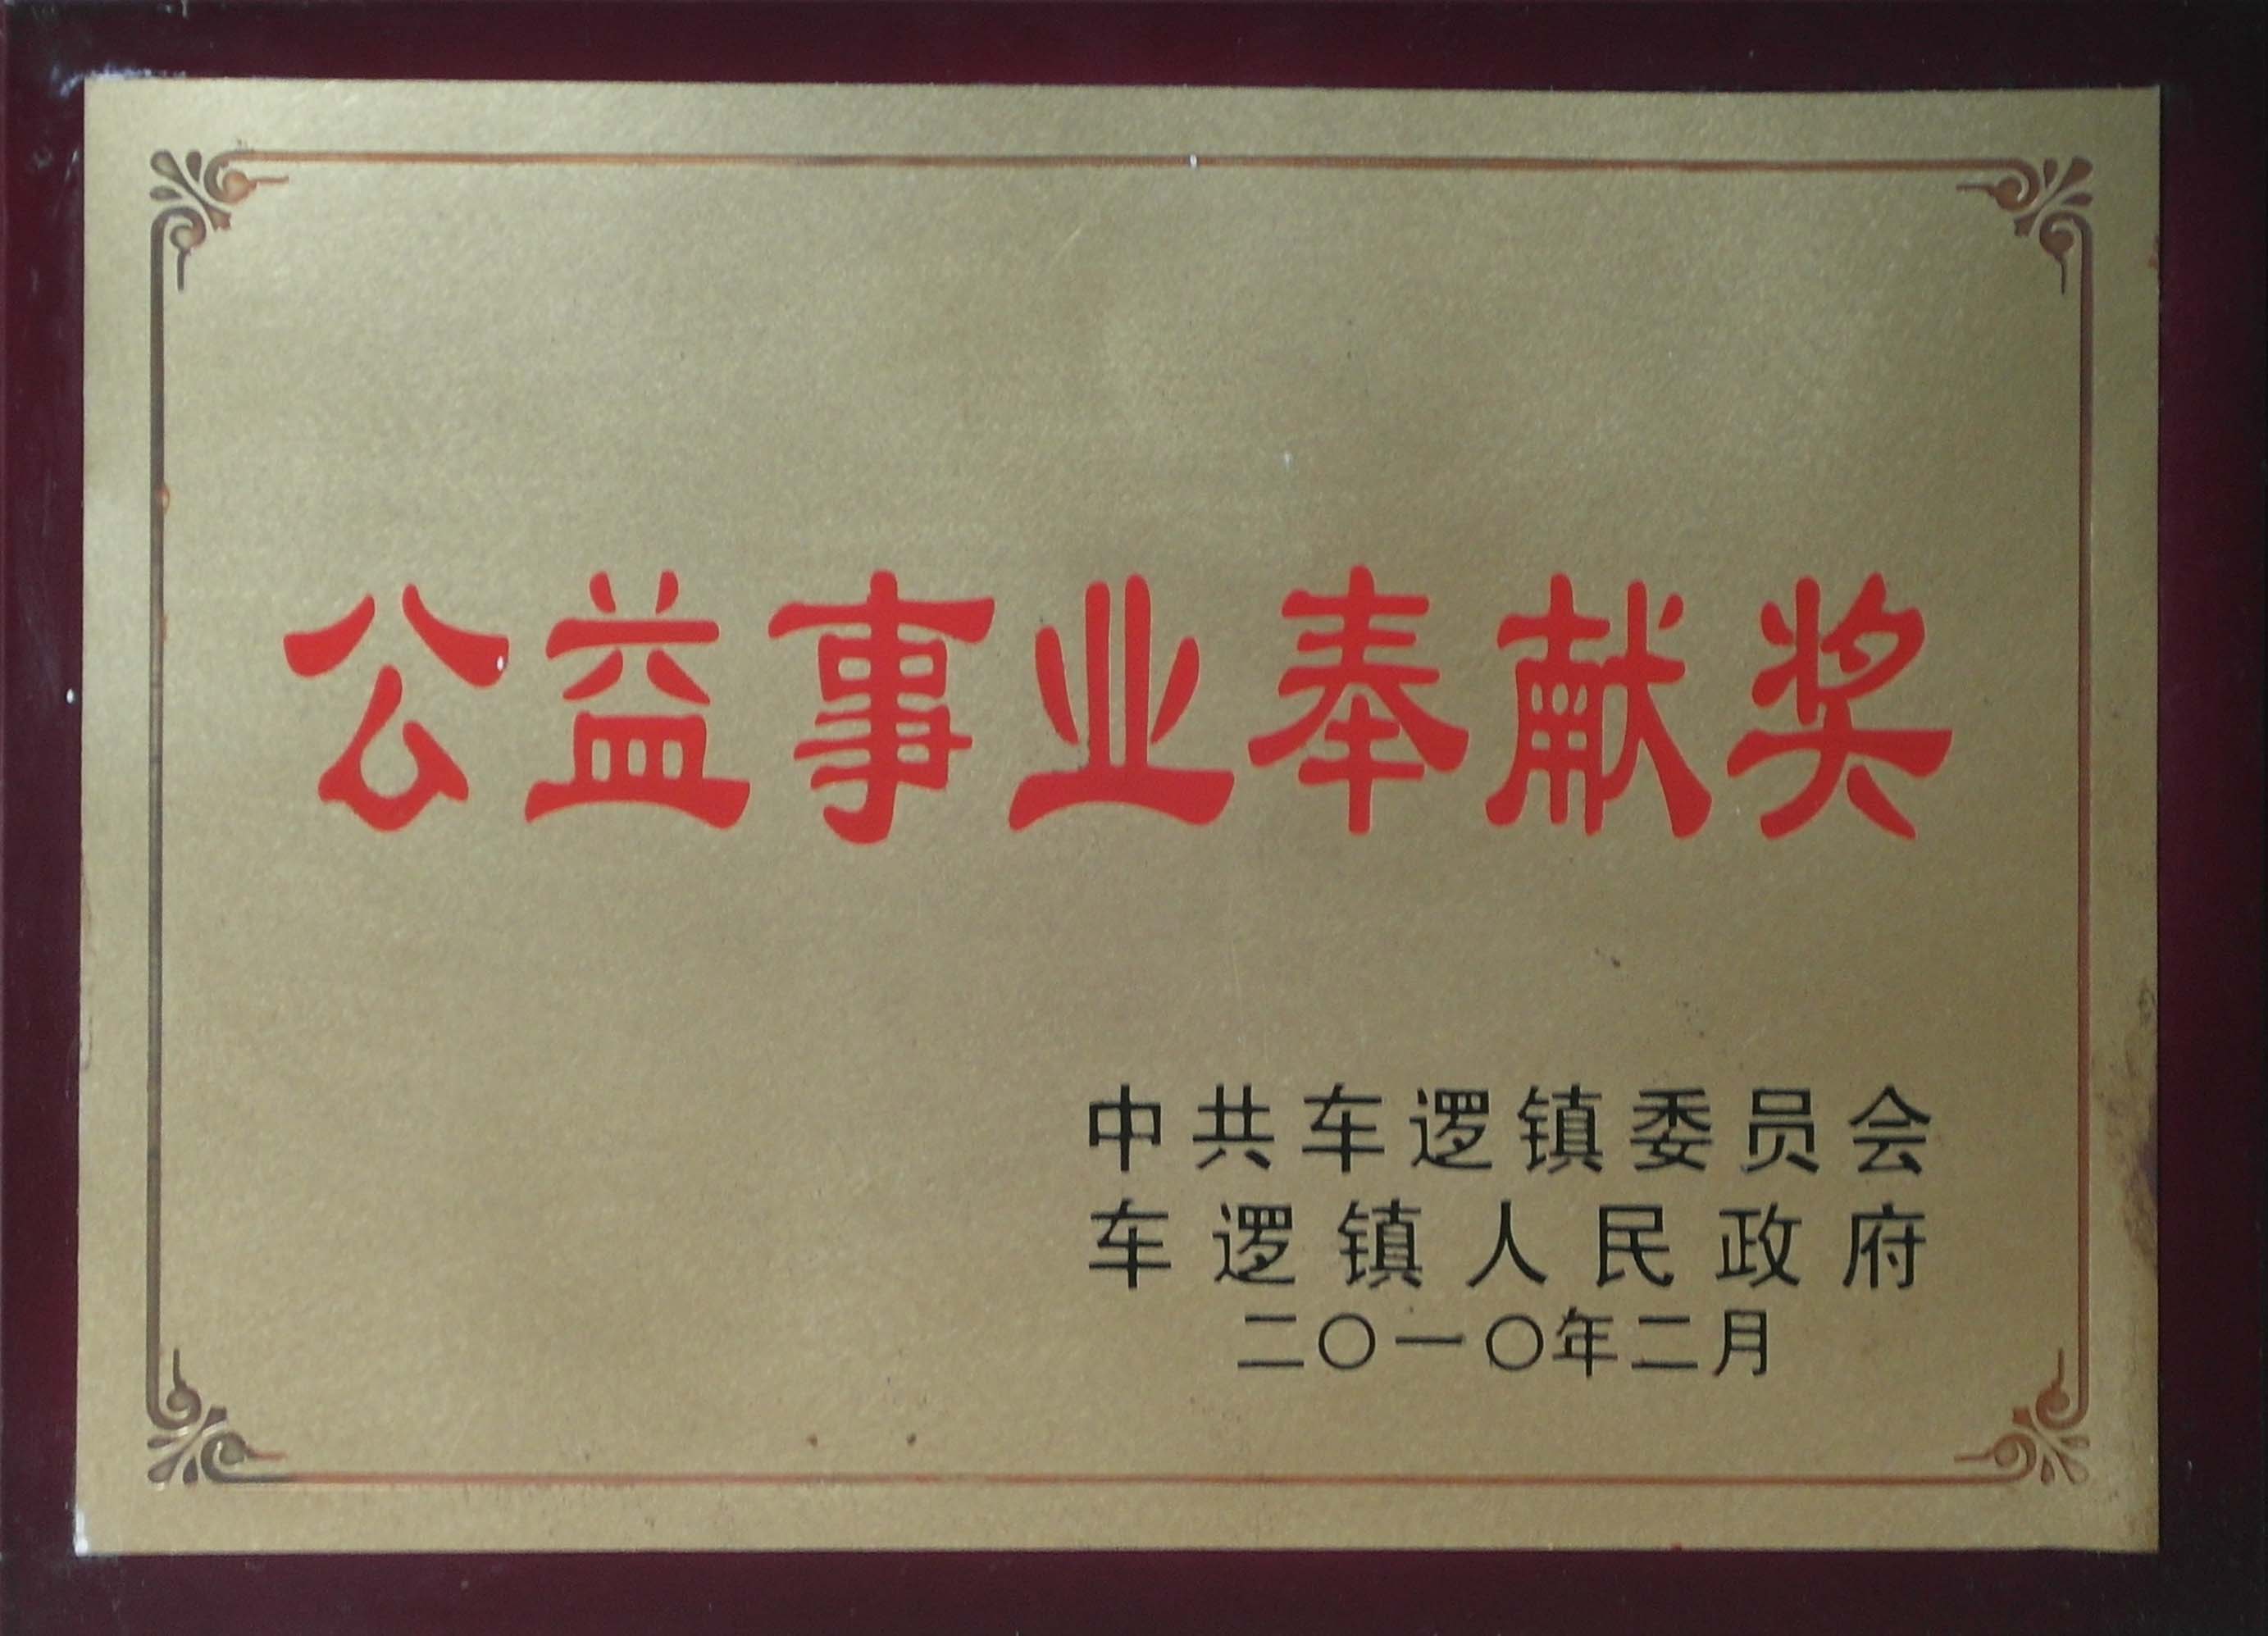 公益事业奉献奖
中共车逻镇委员会
车逻镇人民政府
二〇一〇年二月